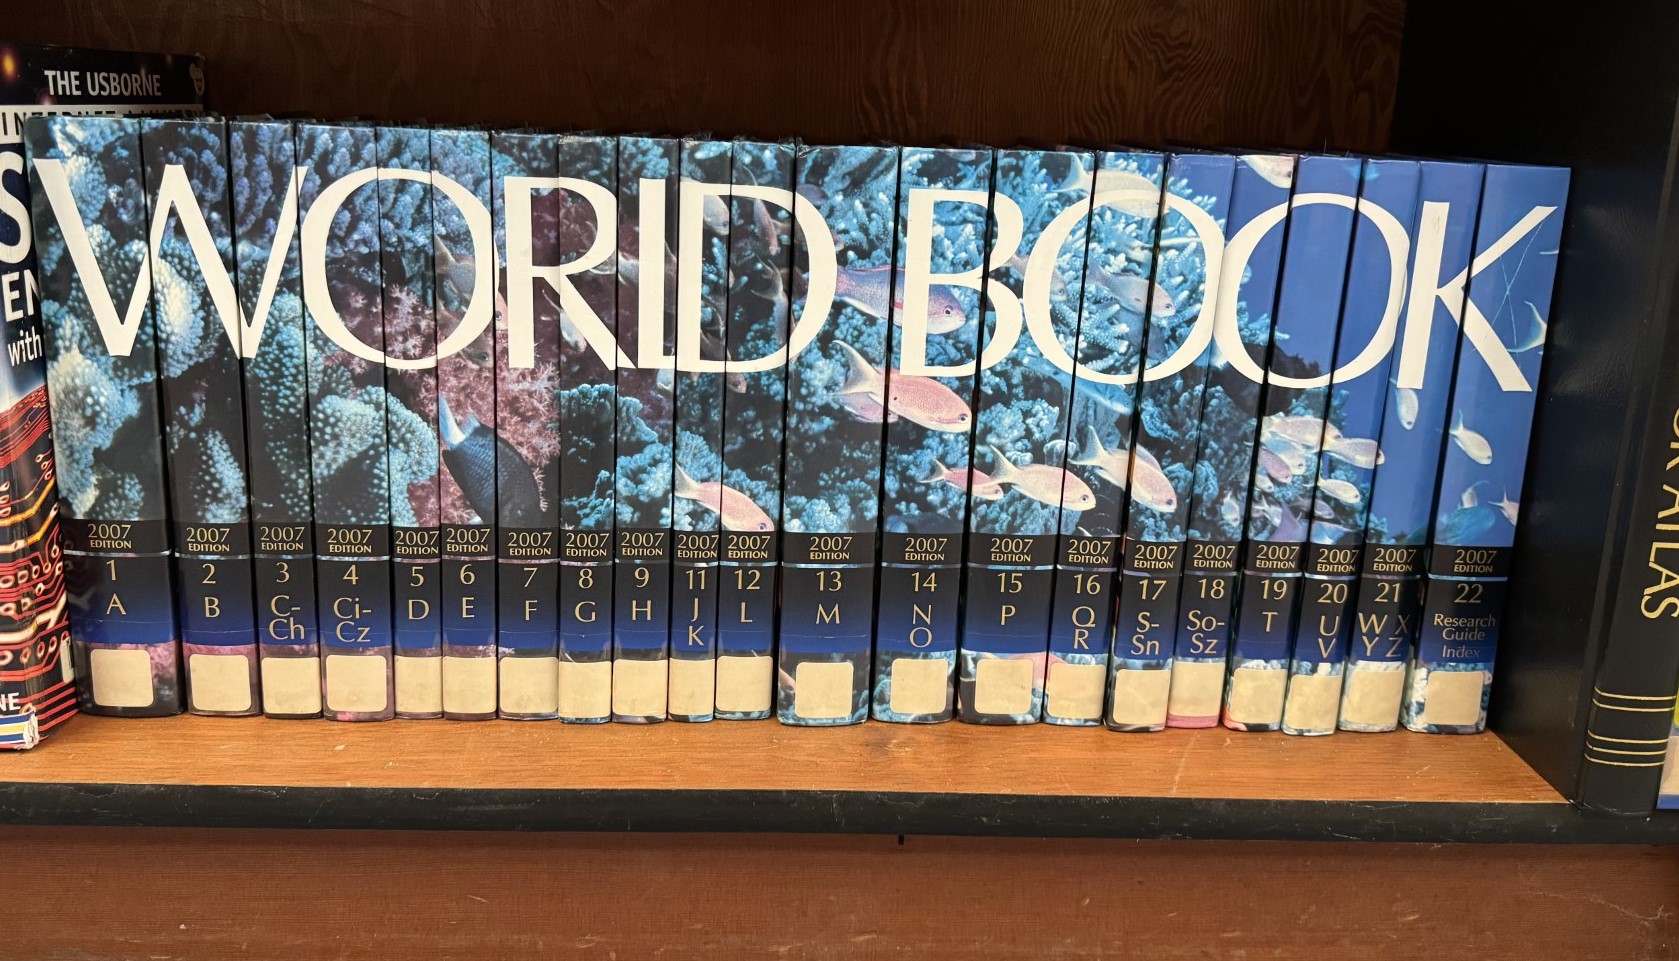 THE USBORNE
EN
with
WORLD BOOK
2007
EDITION
1
A
2007
EDITION
2
B
2007
EDITION
3
C-
Ch
2007
EDITION
4
Ci-
Cz
2007
EDITION
5
D
2007
EDITION
6
E
2007
EDITION
7
F
2007
EDITION
8
G
2007
EDITION
9
H
2007
EDITION
11
J
K
2007
EDITION
12
L
2007
EDITION
13
M
2007
EDITION
14
N
O
2007
EDITION
15
P
2007
EDITION
16
Q
R
2007
EDITION
17
S-
Sn
2007
EDITION
18
So-
Sz
2007
EDITION
19
T
2007
EDITION
20
U
V
2007
EDITION
21
W X
Y Z
2007
EDITION
22
Research
Guide
Index
ATLAS